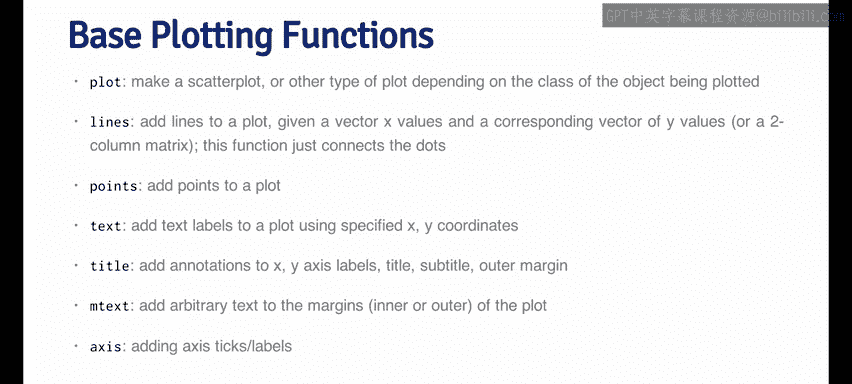 GPT中英字幕课程资源@bilibili.com
Base Plotting Functions
· plot: make a scatterplot, or other type of plot depending on the class of the object being plotted
· lines: add lines to a plot, given a vector x values and a corresponding vector of y values (or a 2-
column matrix); this function just connects the dots
· points: add points to a plot
· text: add text labels to a plot using specified x, y coordinates
· title: add annotations to x, y axis labels, title, subtitle, outer margin
· mtext: add arbitrary text to the margins (inner or outer) of the plot
· axis: adding axis ticks/labels